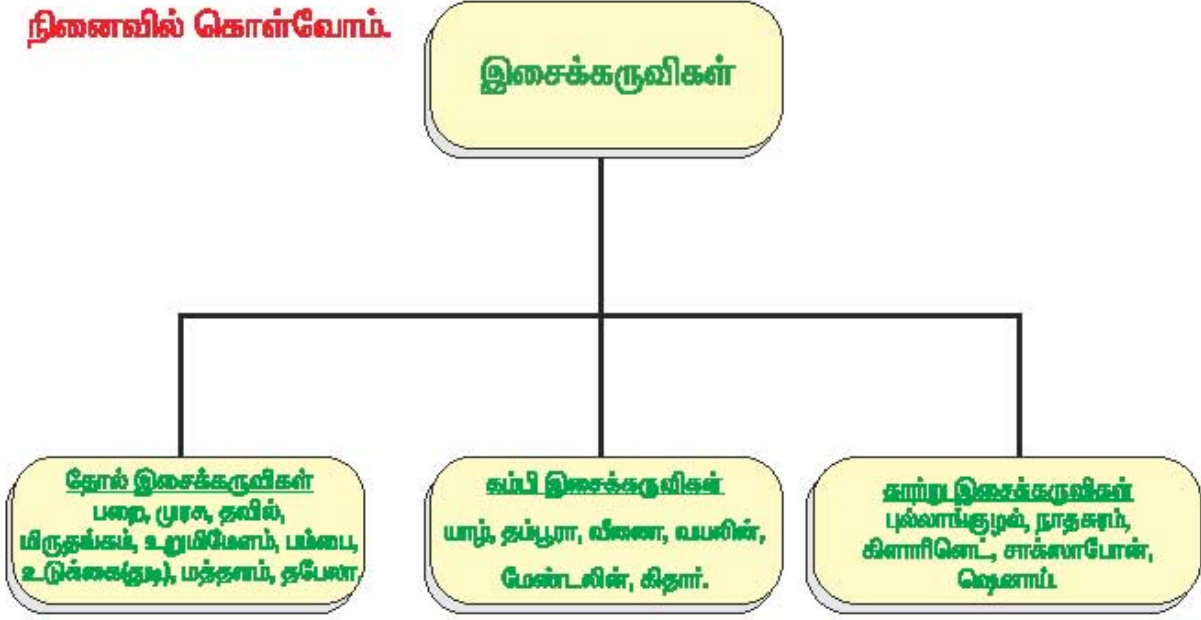 நினைவில் கொள்வோம்.
இசைக்கருவிகள்
தோல் இசைக்கருவிகள்
பறை, முரசு, தவில்,
மிருதங்கம், உறுமிமேளம், பம்பை,
உடுக்கை(துடி), மத்தளம், தபேலா
கம்பி இசைக்கருவிகள்
யாழ், தம்பூரா, வீணை, வயலின்,
மேண்டலின், கிதார்.
காற்று இசைக்கருவிகள்
புல்லாங்குழல், நாதசுரம்,
கிளாரினெட், சாக்ஸாபோன்,
ஷெனாய்.